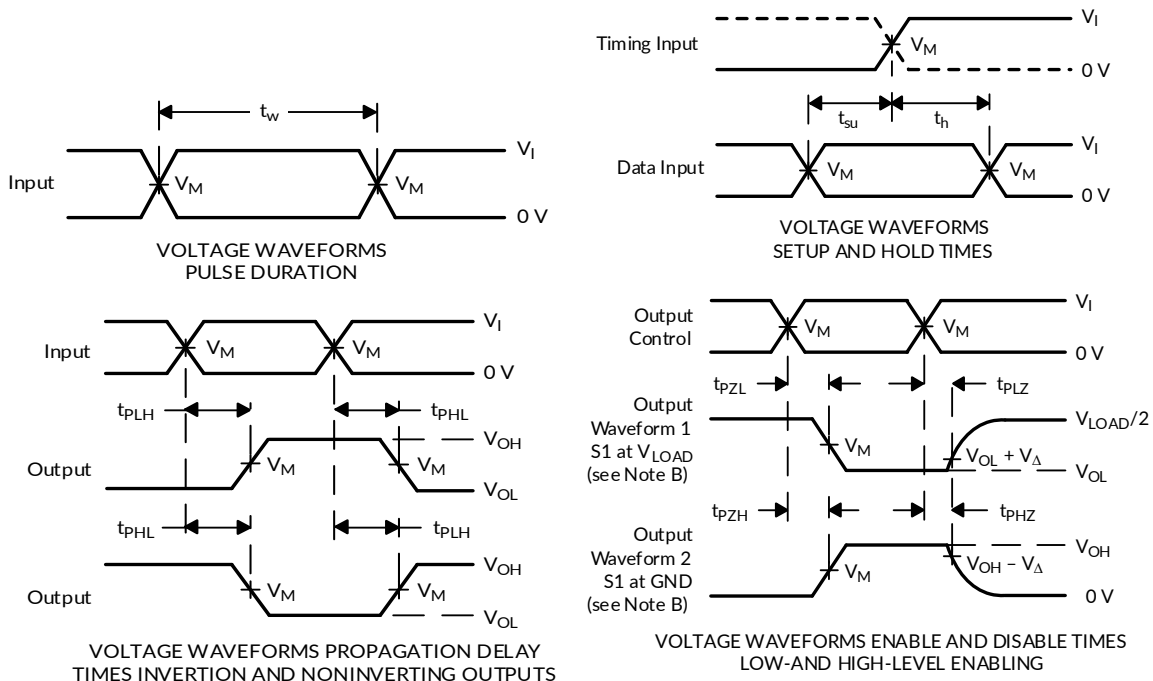 t_w
V_I
Input
V_M
V_M
0 V
VOLTAGE WAVEFORMS
PULSE DURATION
V_I
Timing Input
V_M
0 V
t_su
t_h
V_I
Data Input
V_M
V_M
0 V
VOLTAGE WAVEFORMS
SETUP AND HOLD TIMES
V_I
Input
V_M
V_M
0 V
t_PLH
t_PHL
V_OH
Output
V_M
V_M
V_OL
t_PHL
t_PLH
V_OH
Output
V_M
V_M
V_OL
VOLTAGE WAVEFORMS PROPAGATION DELAY
TIMES INVERTION AND NONINVERTING OUTPUTS
V_I
Output
Control
V_M
V_M
0 V
t_PZL
t_PLZ
Output
Waveform 1
S1 at V_LOAD
(see Note B)
V_LOAD/2
V_M
V_OL + V_Δ
V_OL
t_PZH
t_PHZ
Output
Waveform 2
S1 at GND
(see Note B)
V_OH
V_M
V_OH − V_Δ
0 V
VOLTAGE WAVEFORMS ENABLE AND DISABLE TIMES
LOW-AND HIGH-LEVEL ENABLING